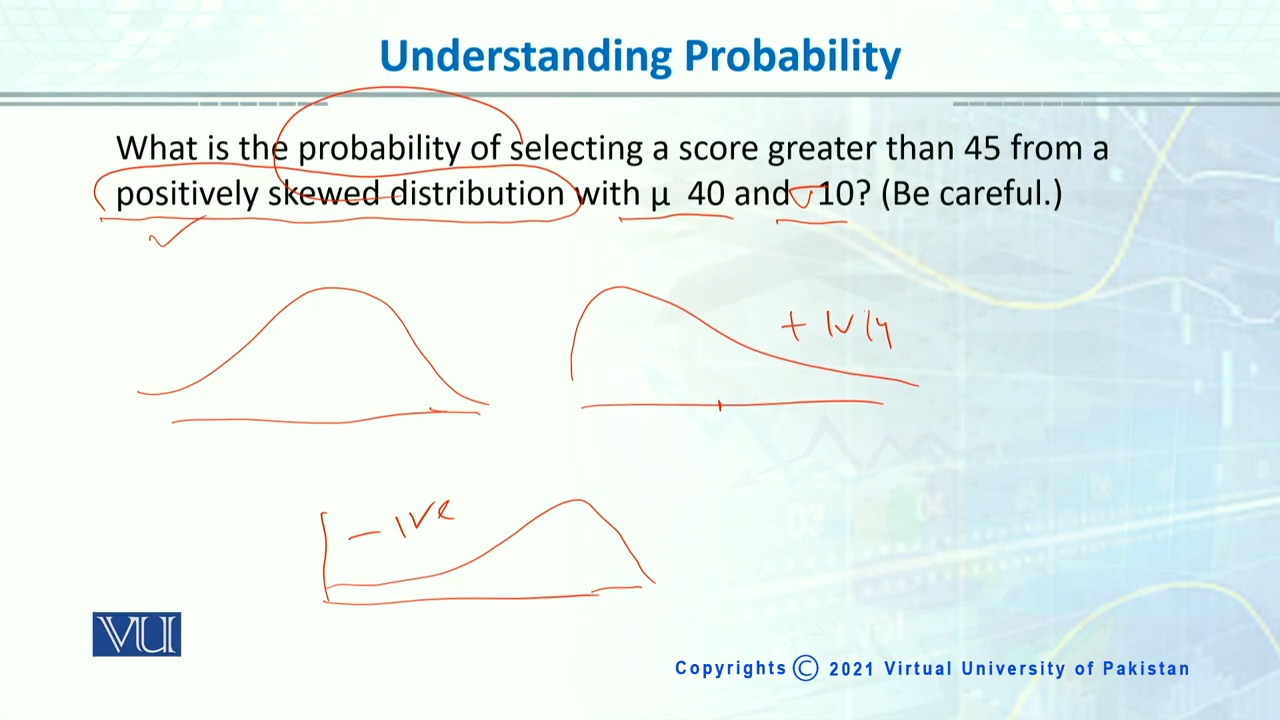 Understanding Probability
What is the probability of selecting a score greater than 45 from a
positively skewed distribution with µ 40 and σ 10? (Be careful.)
+ ively
- ive
VU
Copyrights © 2021 Virtual University of Pakistan